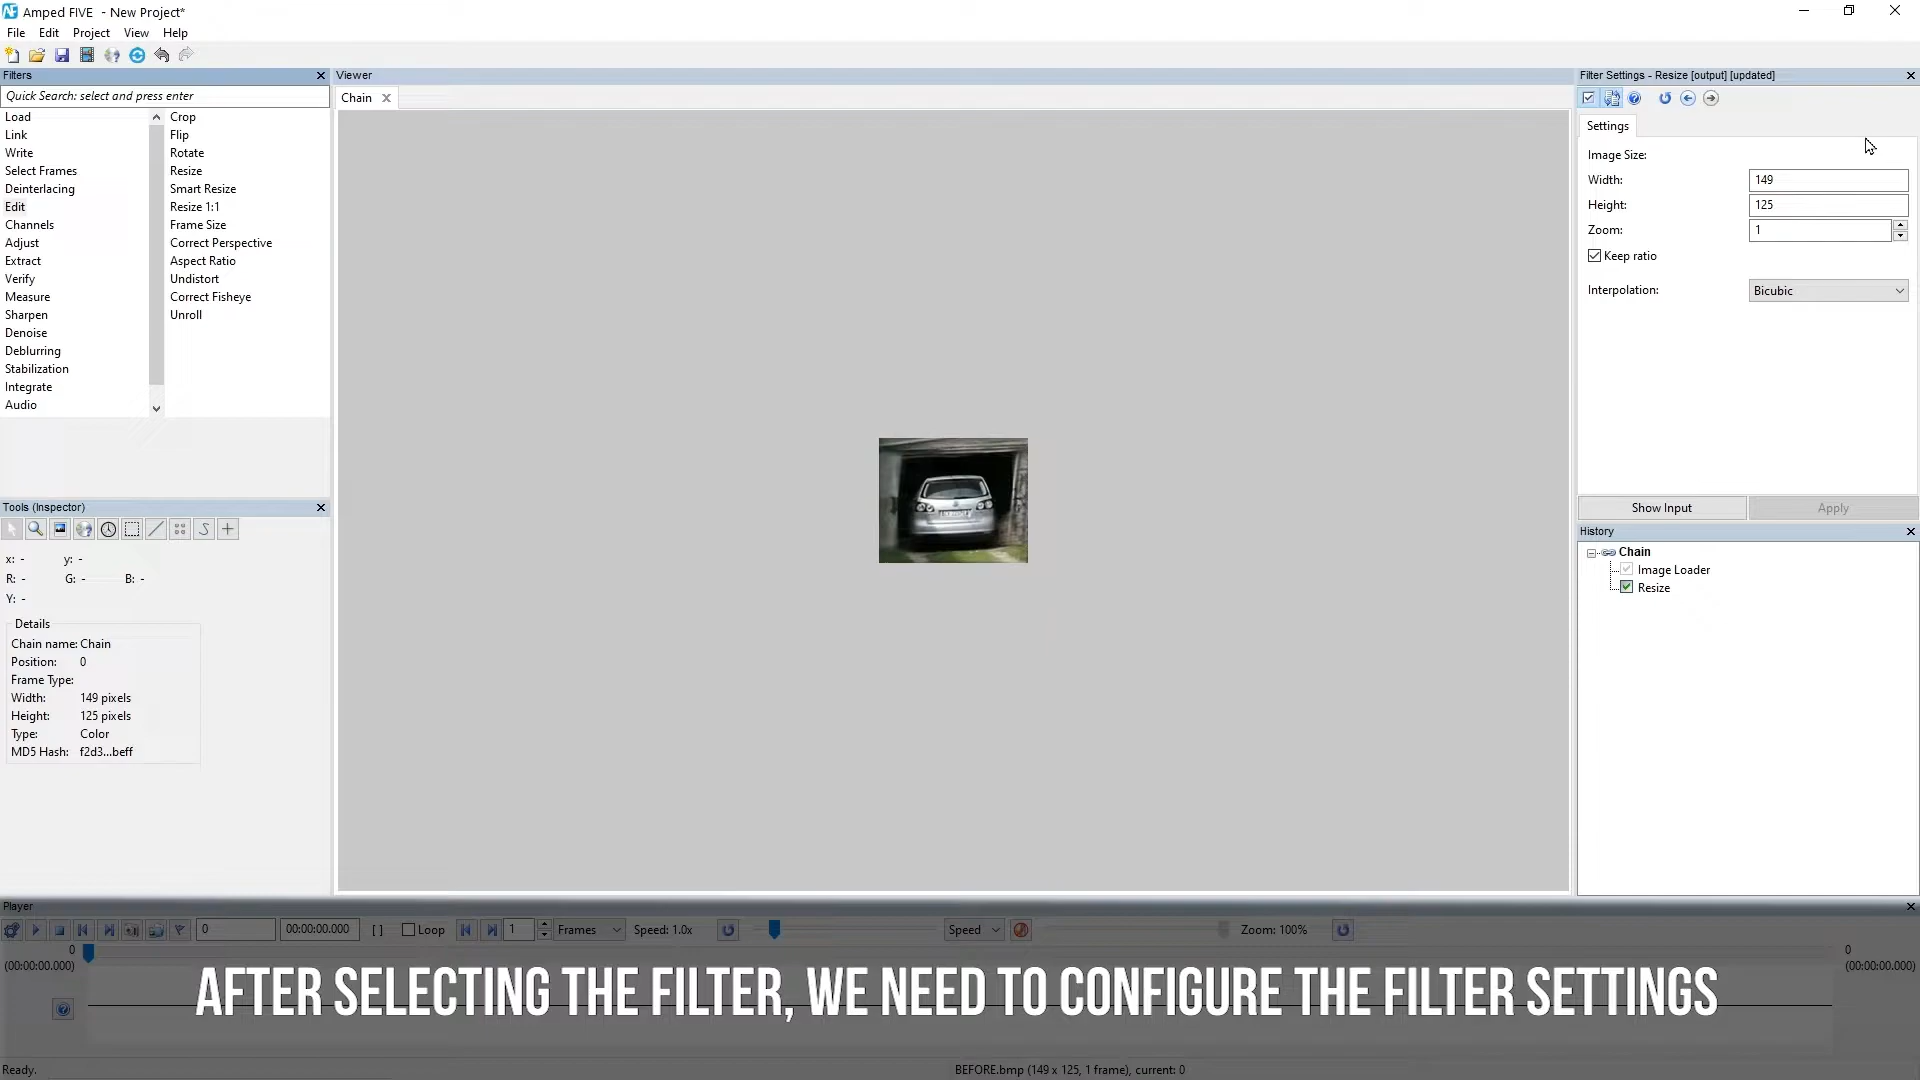 Amped FIVE - New Project*
File Edit Project View Help
Filters
Quick Search: select and press enter
Load
Link
Write
Select Frames
Deinterlacing
Edit
Channels
Adjust
Extract
Verify
Measure
Sharpen
Denoise
Deblurring
Stabilization
Integrate
Audio
Crop
Flip
Rotate
Resize
Smart Resize
Resize 1:1
Frame Size
Correct Perspective
Aspect Ratio
Undistort
Correct Fisheye
Unroll
Tools (Inspector)
x: - y: -
R: - G: - B: -
Y: -
Details
Chain name: Chain
Position: 0
Frame Type:
Width: 149 pixels
Height: 125 pixels
Type: Color
MD5 Hash: f2d3...beff
Viewer
Chain
Filter Settings - Resize [output] [updated]
Settings
Image Size:
Width: 149
Height: 125
Zoom: 1
Keep ratio
Interpolation: Bicubic
Show Input Apply
History
Chain
Image Loader
Resize
Player
0 00:00:00.000 [ ] Loop 1 Frames Speed: 1.0x Speed Zoom: 100%
0 0
(00:00:00.000) (00:00:00.000)
AFTER SELECTING THE FILTER, WE NEED TO CONFIGURE THE FILTER SETTINGS
Ready. BEFORE.bmp (149 x 125, 1 frame), current: 0